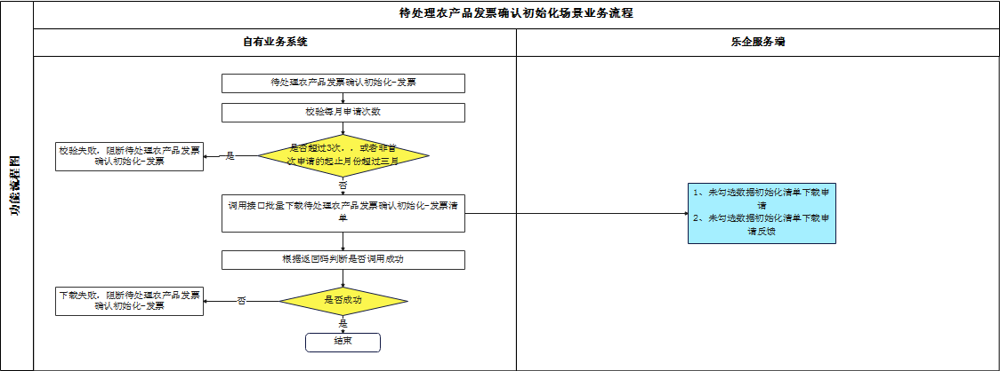 待处理农产品发票确认初始化场景业务流程
自有业务系统
乐企服务端
功能流程图
待处理农产品发票确认初始化-发票
校验每月申请次数
是否超过3次，，或者非首
次申请的起止月份超过三月
是
校验失败，阻断待处理农产品发票
确认初始化-发票
否
调用接口批量下载待处理农产品发票确认初始化-发票清
单
1、未勾选数据初始化清单下载申
请
2、未勾选数据初始化清单下载申
请反馈
根据返回码判断是否调用成功
是否成功
否
下载失败，阻断待处理农产品发票
确认初始化-发票
是
结束